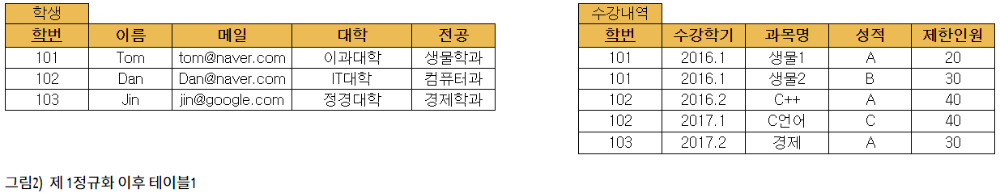 학생
학번 이름 메일 대학 전공
101 Tom tom@naver.com 이과대학 생물학과
102 Dan Dan@naver.com IT대학 컴퓨터과
103 Jin jin@google.com 정경대학 경제학과
수강내역
학번 수강학기 과목명 성적 제한인원
101 2016.1 생물1 A 20
101 2016.1 생물2 B 30
102 2016.2 C++ A 40
102 2017.1 C언어 C 40
103 2017.2 경제 A 30
그림2) 제 1정규화 이후 테이블1